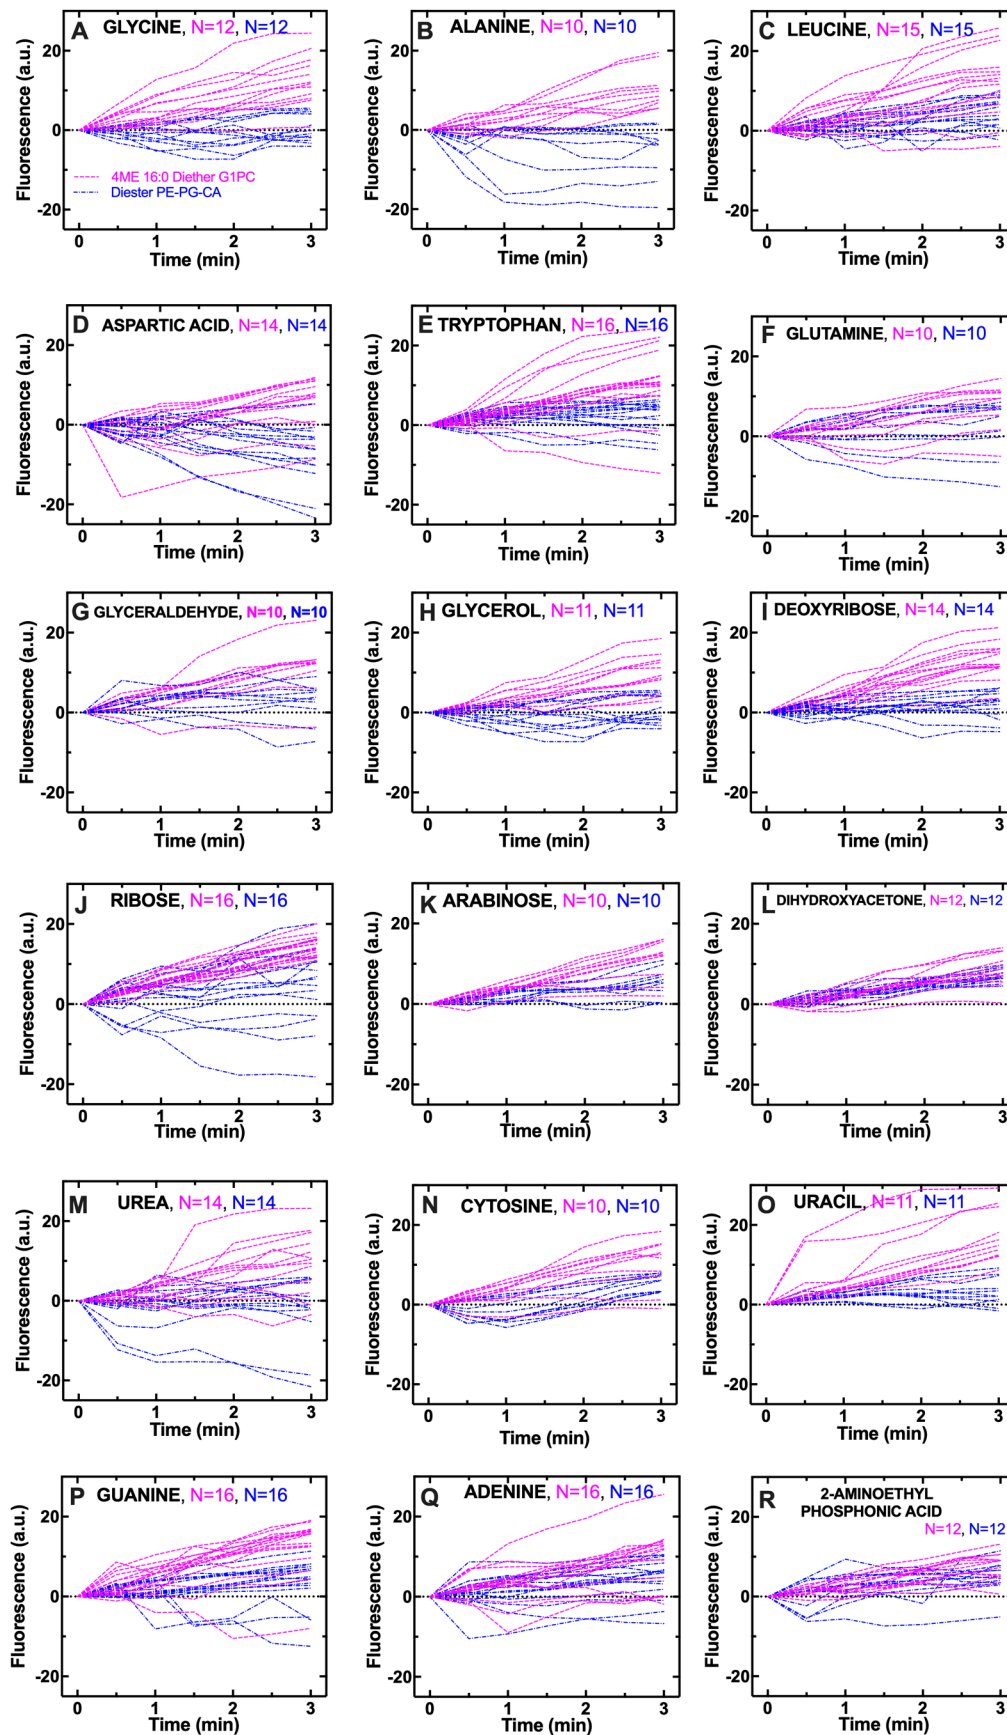 A GLYCINE, N=12, N=12
Fluorescence (a.u.)
20
0
-20
4ME 16:0 Diether G1PC
Diester PE-PG-CA
0 1 2 3
Time (min)
B ALANINE, N=10, N=10
Fluorescence (a.u.)
20
0
-20
0 1 2 3
Time (min)
C LEUCINE, N=15, N=15
Fluorescence (a.u.)
20
0
-20
0 1 2 3
Time (min)
D ASPARTIC ACID, N=14, N=14
Fluorescence (a.u.)
20
0
-20
0 1 2 3
Time (min)
E TRYPTOPHAN, N=16, N=16
Fluorescence (a.u.)
20
0
-20
0 1 2 3
Time (min)
F GLUTAMINE, N=10, N=10
Fluorescence (a.u.)
20
0
-20
0 1 2 3
Time (min)
G GLYCERALDEHYDE, N=10, N=10
Fluorescence (a.u.)
20
0
-20
0 1 2 3
Time (min)
H GLYCEROL, N=11, N=11
Fluorescence (a.u.)
20
0
-20
0 1 2 3
Time (min)
I DEOXYRIBOSE, N=14, N=14
Fluorescence (a.u.)
20
0
-20
0 1 2 3
Time (min)
J RIBOSE, N=16, N=16
Fluorescence (a.u.)
20
0
-20
0 1 2 3
Time (min)
K ARABINOSE, N=10, N=10
Fluorescence (a.u.)
20
0
-20
0 1 2 3
Time (min)
L DIHYDROXYACETONE, N=12, N=12
Fluorescence (a.u.)
20
0
-20
0 1 2 3
Time (min)
M UREA, N=14, N=14
Fluorescence (a.u.)
20
0
-20
0 1 2 3
Time (min)
N CYTOSINE, N=10, N=10
Fluorescence (a.u.)
20
0
-20
0 1 2 3
Time (min)
O URACIL, N=11, N=11
Fluorescence (a.u.)
20
0
-20
0 1 2 3
Time (min)
P GUANINE, N=16, N=16
Fluorescence (a.u.)
20
0
-20
0 1 2 3
Time (min)
Q ADENINE, N=16, N=16
Fluorescence (a.u.)
20
0
-20
0 1 2 3
Time (min)
R 2-AMINOETHYL
PHOSPHONIC ACID
N=12, N=12
Fluorescence (a.u.)
20
0
-20
0 1 2 3
Time (min)